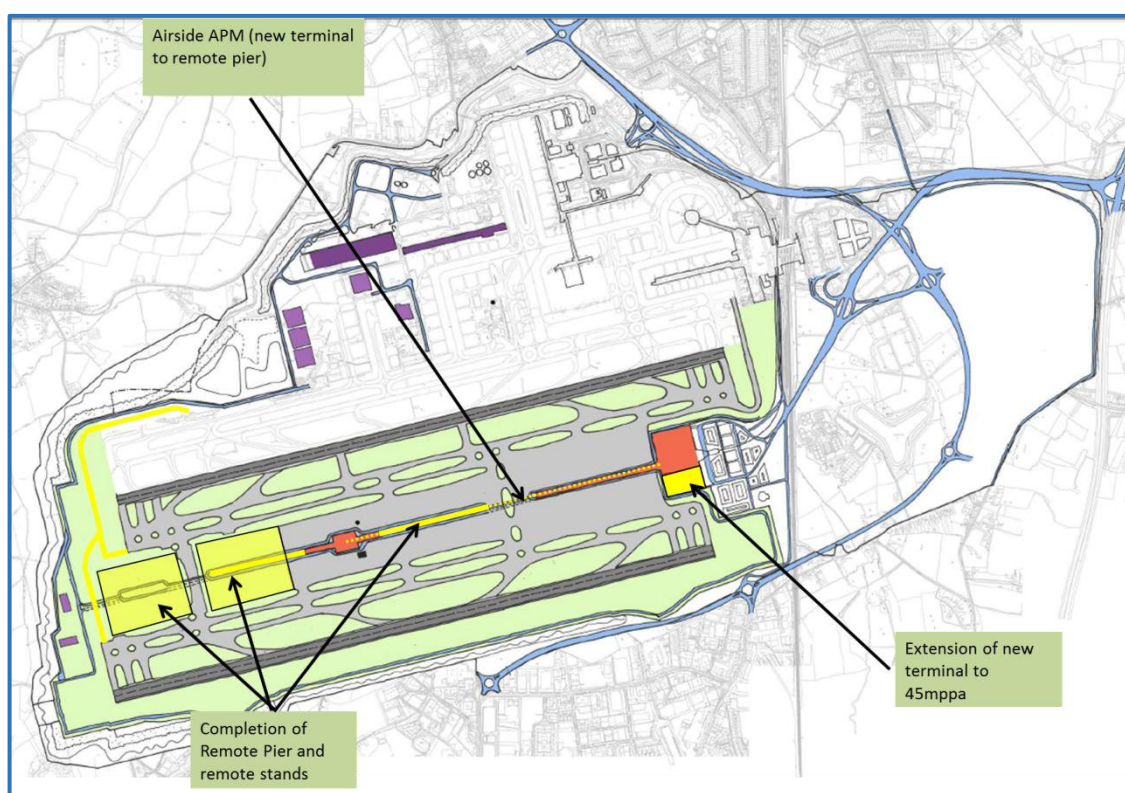 Airside APM (new terminal
to remote pier)
Extension of new
terminal to
45mppa
Completion of
Remote Pier and
remote stands